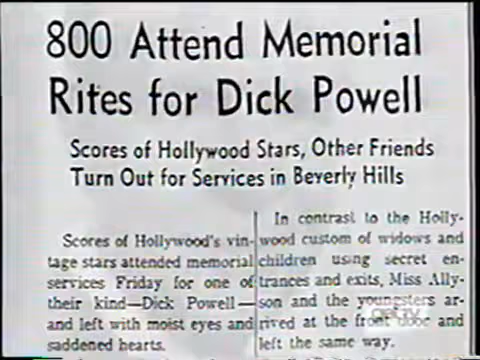 800 Attend Memorial
Rites for Dick Powell
Scores of Hollywood Stars, Other Friends
Turn Out for Services in Beverly Hills
Scores of Hollywood's vin-
tage stars attended memorial
services Friday for one of
their kind—Dick Powell—
and left with moist eyes and
saddened hearts.
In contrast to the Holly-
wood custom of widows and
children using secret en-
trances and exits, Miss Ally-
son and the youngsters ar-
rived at the front door and
left the same way.
getTV